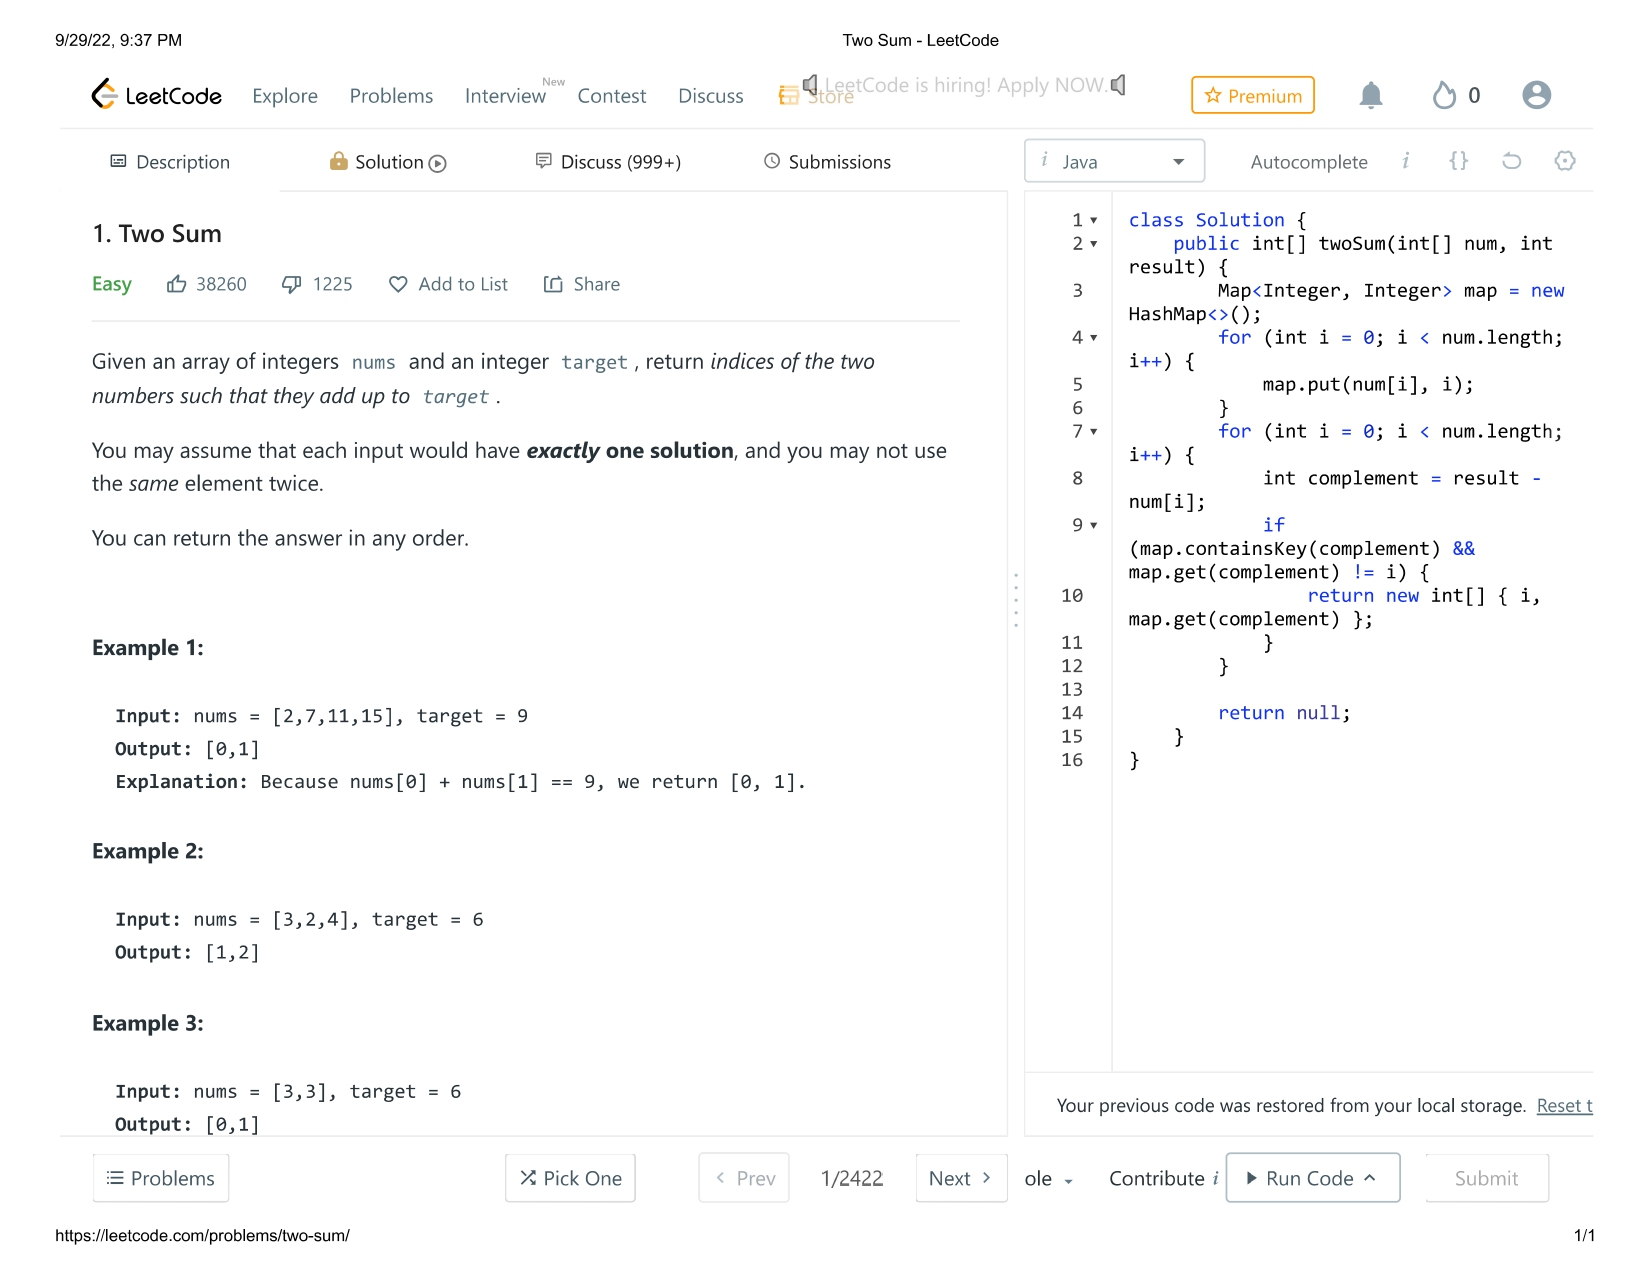 9/29/22, 9:37 PM
Two Sum - LeetCode
LeetCode
Explore
Problems
Interview
New
Contest
Discuss
Store
LeetCode is hiring! Apply NOW.
Premium
0
Description
Solution
Discuss (999+)
Submissions
Java
Autocomplete
i
{}
1. Two Sum
Easy
38260
1225
Add to List
Share
Given an array of integers nums and an integer target , return indices of the two
numbers such that they add up to target .
You may assume that each input would have exactly one solution, and you may not use
the same element twice.
You can return the answer in any order.
Example 1:
Input: nums = [2,7,11,15], target = 9
Output: [0,1]
Explanation: Because nums[0] + nums[1] == 9, we return [0, 1].
Example 2:
Input: nums = [3,2,4], target = 6
Output: [1,2]
Example 3:
Input: nums = [3,3], target = 6
Output: [0,1]
1 class Solution {
2     public int[] twoSum(int[] num, int
result) {
3         Map<Integer, Integer> map = new
HashMap<>();
4         for (int i = 0; i < num.length;
i++) {
5             map.put(num[i], i);
6         }
7         for (int i = 0; i < num.length;
i++) {
8             int complement = result -
num[i];
9             if
(map.containsKey(complement) &&
map.get(complement) != i) {
10                 return new int[] { i,
map.get(complement) };
11             }
12         }
13
14         return null;
15     }
16 }
Your previous code was restored from your local storage. Reset t
Problems
Pick One
Prev
1/2422
Next
ole
Contribute i
Run Code
Submit
https://leetcode.com/problems/two-sum/
1/1